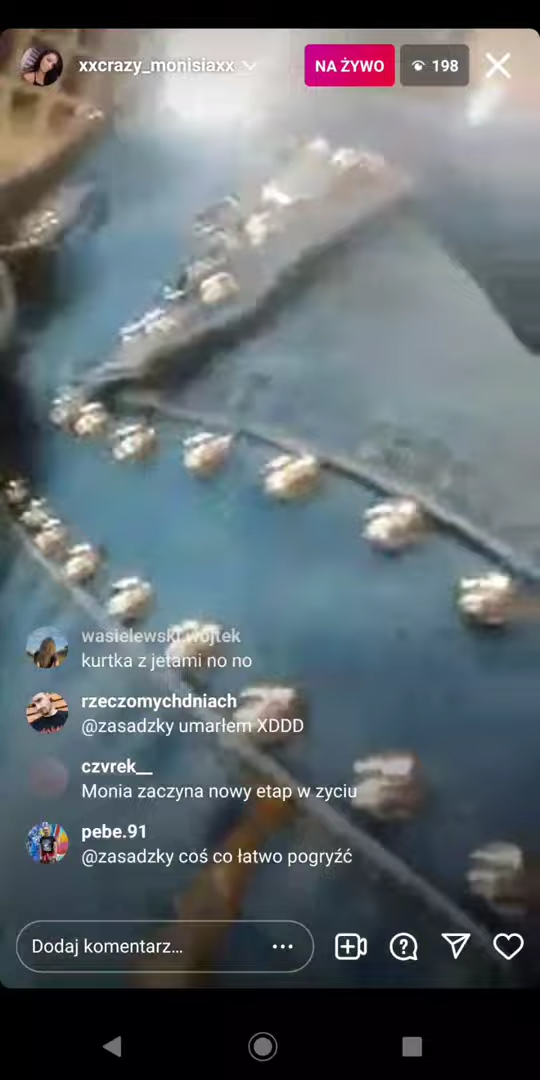 xxcrazy_monisiaxx
NA ŻYWO
198
wasielewski.wojtek
kurtka z jetami no no
rzeczomychdniach
@zasadzky umarłem XDDD
czvrek__
Monia zaczyna nowy etap w zyciu
pebe.91
@zasadzky coś co łatwo pogryźć
Dodaj komentarz...